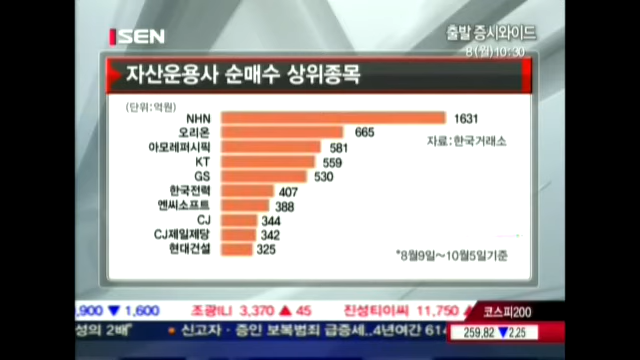 SEN
출발 증시와이드
8(월)10:30
자산운용사 순매수 상위종목
(단위:억원)
NHN 1631
오리온 665
자료:한국거래소
아모레퍼시픽 581
KT 559
GS 530
한국전력 407
엔씨소프트 388
CJ 344
CJ제일제당 342
현대건설 325
*8월9일~10월5일기준
,900 ▼ 1,600 조광ILI 3,370 ▲ 45 진성티이씨 11,750 ▲
코스피200
성의 2배" • 신고자·증인 보복범죄 급증세..4년여간 614
259.82 ▼2.25